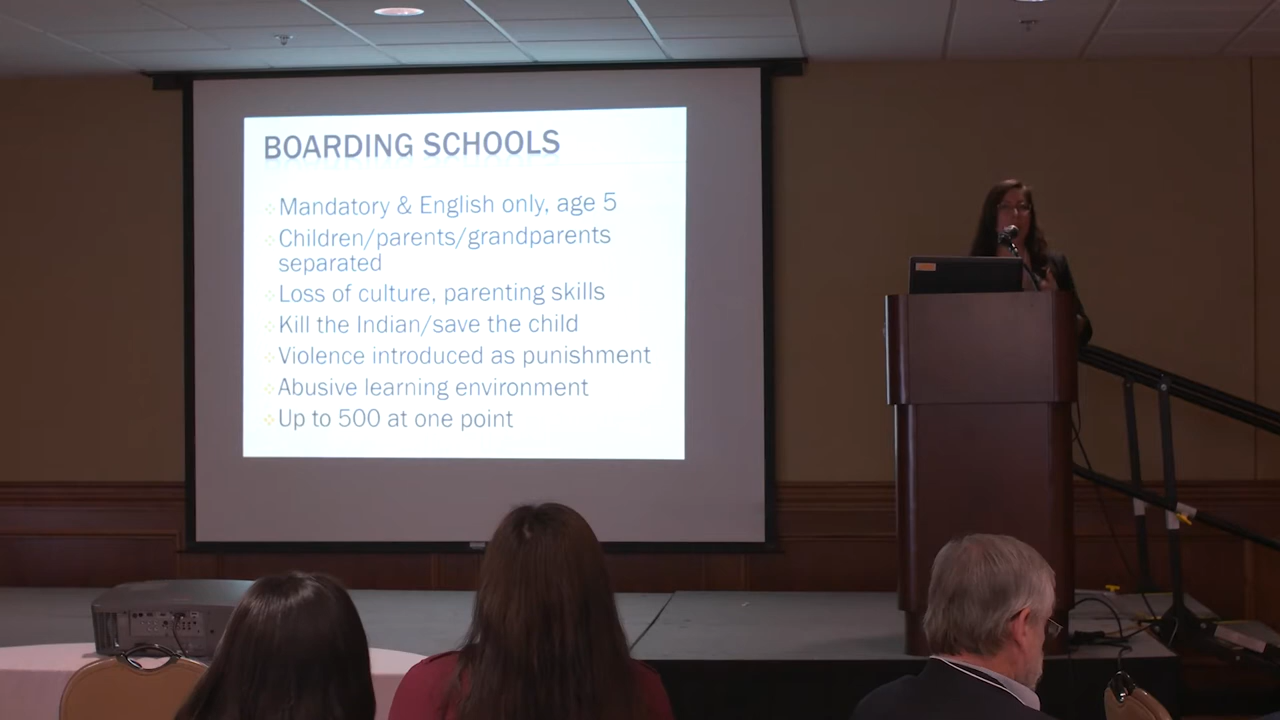 BOARDING SCHOOLS
Mandatory & English only, age 5
Children/parents/grandparents
separated
Loss of culture, parenting skills
Kill the Indian/save the child
Violence introduced as punishment
Abusive learning environment
Up to 500 at one point